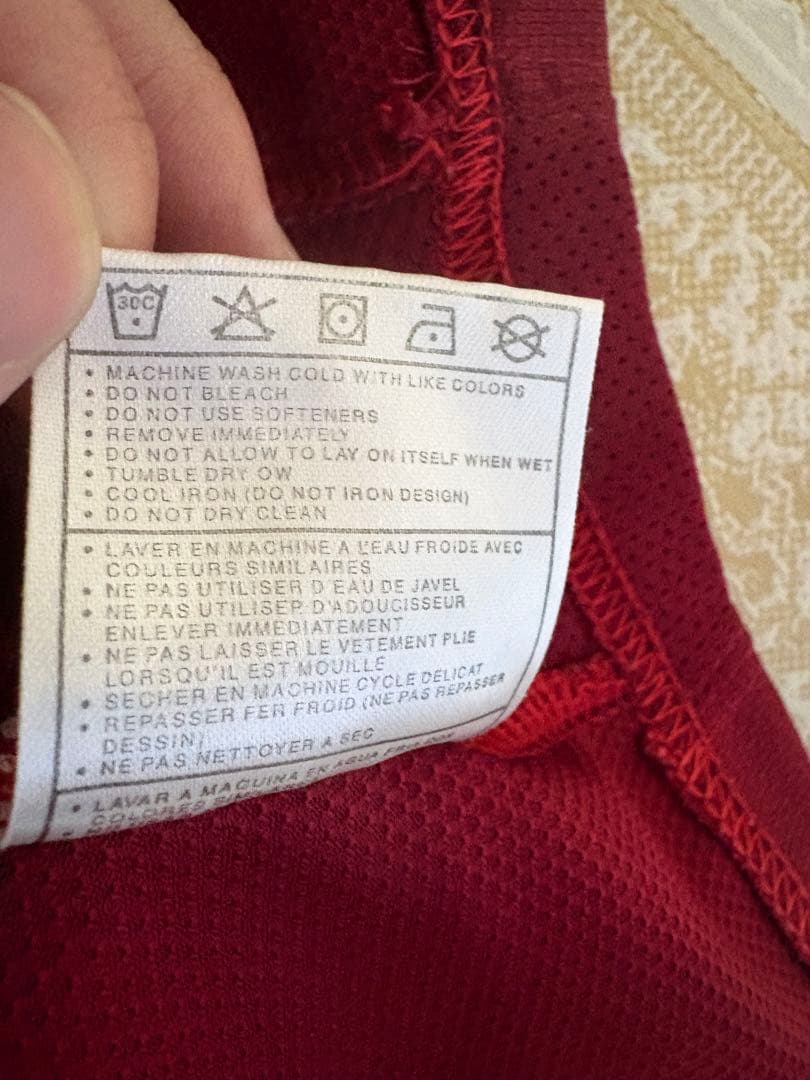 30C
• MACHINE WASH COLD WITH LIKE COLORS
• DO NOT BLEACH
• DO NOT USE SOFTENERS
• REMOVE IMMEDIATELY
• DO NOT ALLOW TO LAY ON ITSELF WHEN WET
• TUMBLE DRY OW
• COOL IRON (DO NOT IRON DESIGN)
• DO NOT DRY CLEAN
• LAVER EN MACHINE A L'EAU FROIDE AVEC
COULEURS SIMILAIRES
• NE PAS UTILISER D'EAU DE JAVEL
• NE PAS UTILISEP D'ADOUCISSEUR
ENLEVER IMMEDIATEMENT
• NE PAS LAISSER LE VETEMENT PLIE
LORSQU'IL EST MOUILLE
• SECHER EN MACHINE CYCLE DELICAT
• REPASSER FER FROID (NE PAS REPASSER
DESSIN)
• NE PAS NETTOYER A SEC
• LAVAR A MAQUINA EN AGUA FRIA CON
COLORES